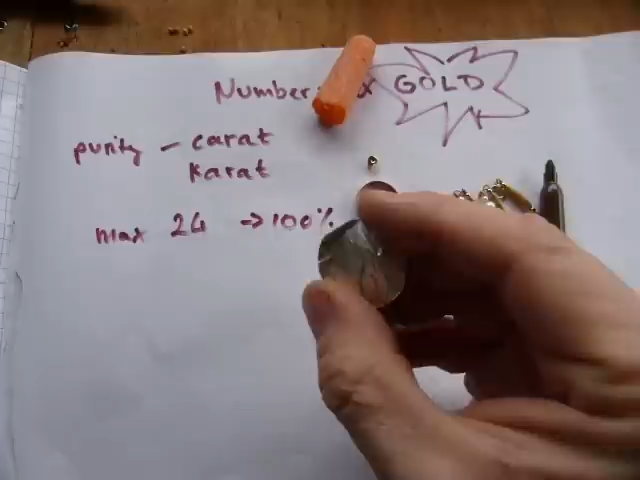 Number GOLD
purity - carat
karat
max 24 → 100%